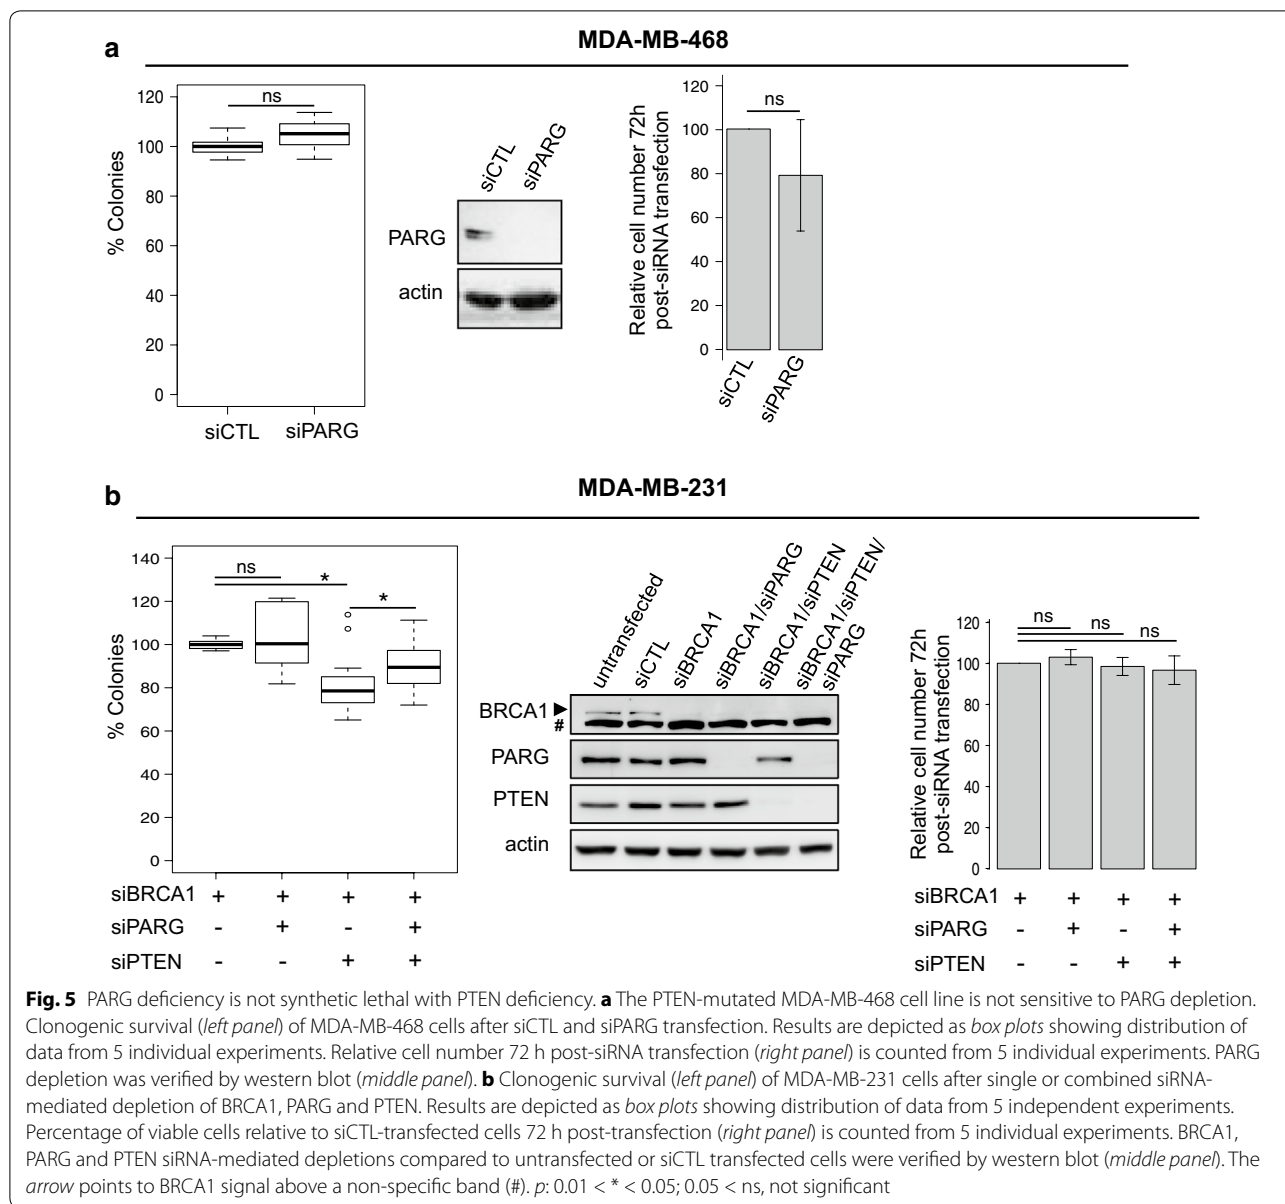 a
MDA-MB-468
120
100
80
60
40
20
0
% Colonies
ns
siCTL
siPARG
siCTL
siPARG
PARG
actin
Relative cell number 72h
post-siRNA transfection
120
100
80
60
40
20
0
ns
siCTL
siPARG
b
MDA-MB-231
140
120
100
80
60
40
20
0
% Colonies
ns
*
*
siBRCA1 + + + +
siPARG - + - +
siPTEN - - + +
untransfected
siCTL
siBRCA1
siBRCA1/siPARG
siBRCA1/siPTEN
siBRCA1/siPTEN/
siPARG
BRCA1
#
PARG
PTEN
actin
Relative cell number 72h
post-siRNA transfection
120
100
80
60
40
20
0
ns
ns
ns
siBRCA1 + + + +
siPARG - + - +
siPTEN - - + +
Fig. 5 PARG deficiency is not synthetic lethal with PTEN deficiency. a The PTEN-mutated MDA-MB-468 cell line is not sensitive to PARG depletion.
Clonogenic survival (left panel) of MDA-MB-468 cells after siCTL and siPARG transfection. Results are depicted as box plots showing distribution of
data from 5 individual experiments. Relative cell number 72 h post-siRNA transfection (right panel) is counted from 5 individual experiments. PARG
depletion was verified by western blot (middle panel). b Clonogenic survival (left panel) of MDA-MB-231 cells after single or combined siRNA-
mediated depletion of BRCA1, PARG and PTEN. Results are depicted as box plots showing distribution of data from 5 independent experiments.
Percentage of viable cells relative to siCTL-transfected cells 72 h post-transfection (right panel) is counted from 5 individual experiments. BRCA1,
PARG and PTEN siRNA-mediated depletions compared to untransfected or siCTL transfected cells were verified by western blot (middle panel). The
arrow points to BRCA1 signal above a non-specific band (#). p: 0.01 < * < 0.05; 0.05 < ns, not significant